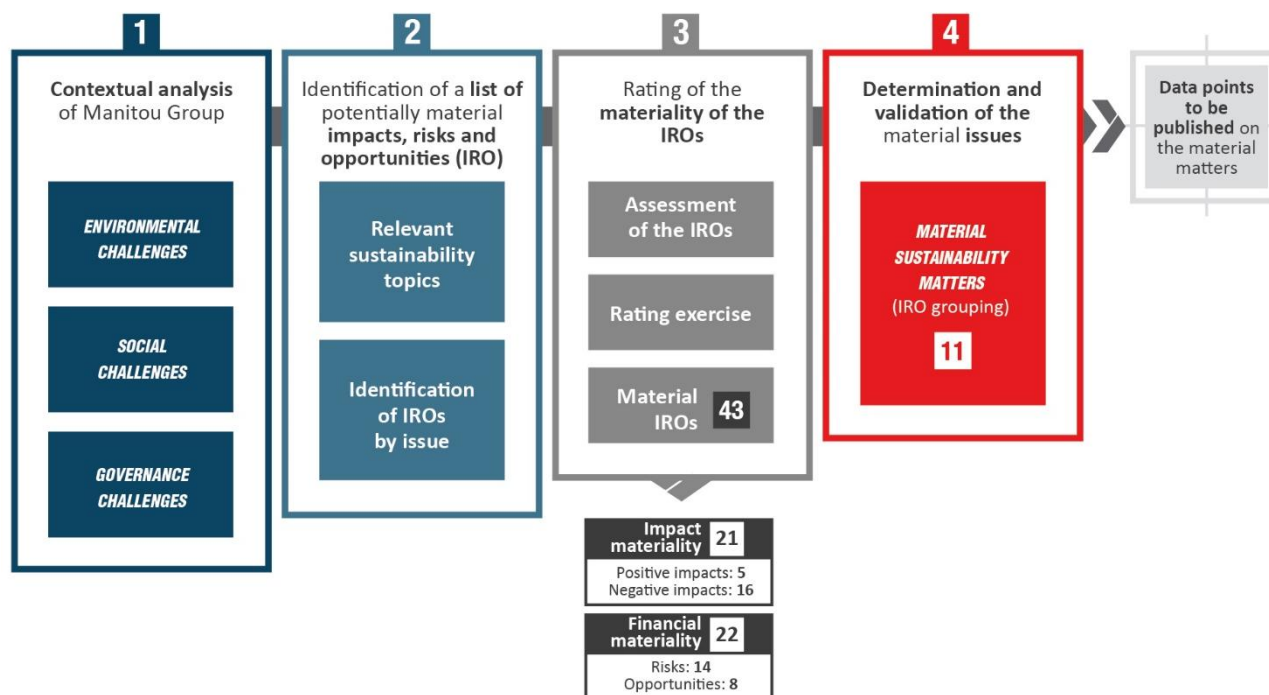 1
Contextual analysis
of Manitou Group
ENVIRONMENTAL
CHALLENGES
SOCIAL
CHALLENGES
GOVERNANCE
CHALLENGES
2
Identification of a list of
potentially material
impacts, risks and
opportunities (IRO)
Relevant
sustainability
topics
Identification
of IROs
by issue
3
Rating of the
materiality of the
IROs
Assessment
of the IROs
Rating exercise
Material
IROs
43
Impact
materiality
21
Positive impacts: 5
Negative impacts: 16
Financial
materiality
22
Risks: 14
Opportunities: 8
4
Determination and
validation of the
material issues
MATERIAL
SUSTAINABILITY
MATTERS
(IRO grouping)
11
Data points
to be
published on
the material
matters